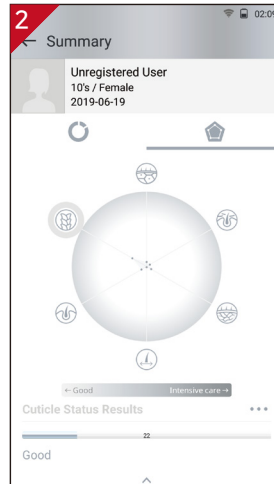 2
02:09
← Summary
Unregistered User
10's / Female
2019-06-19
← Good Intensive care →
Cuticle Status Results
22
Good